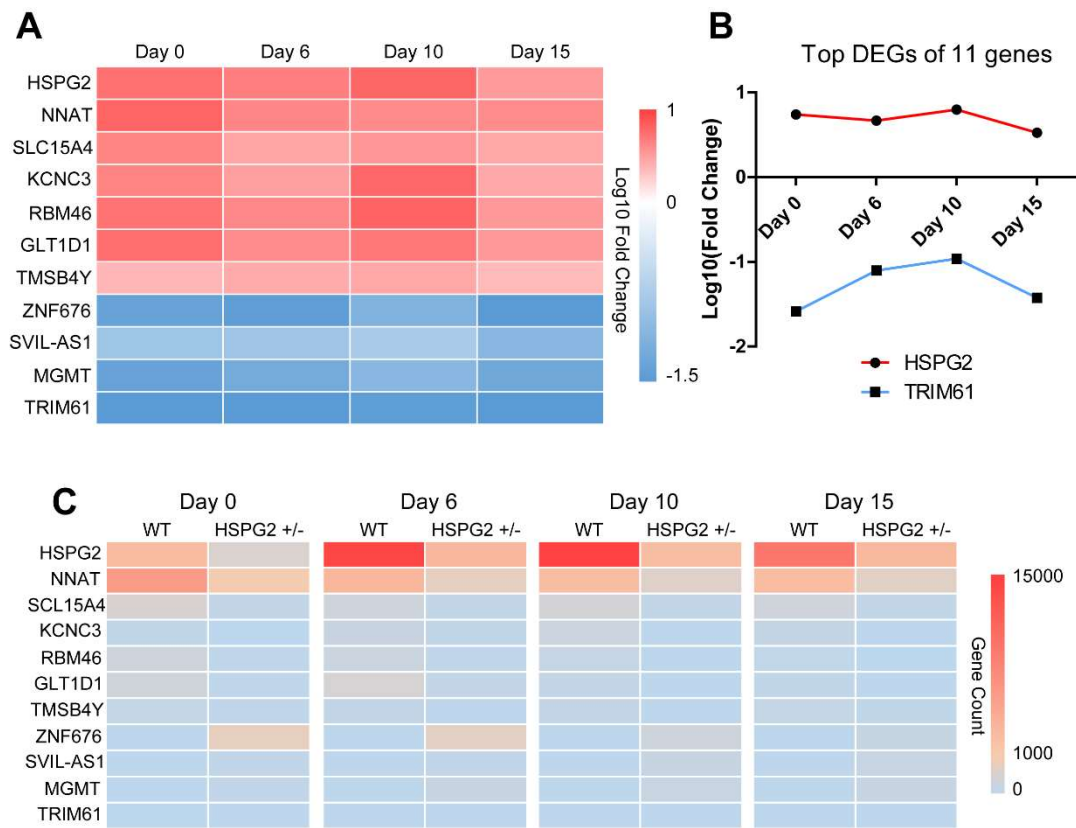 A
Day 0 Day 6 Day 10 Day 15
HSPG2
NNAT
SLC15A4
KCNC3
RBM46
GLT1D1
TMSB4Y
ZNF676
SVIL-AS1
MGMT
TRIM61
1
0
-1.5
Log10 Fold Change
B
Top DEGs of 11 genes
Log10(Fold Change)
1
0
-1
-2
Day 0 Day 6 Day 10 Day 15
HSPG2
TRIM61
C
Day 0 Day 6 Day 10 Day 15
WT HSPG2 +/- WT HSPG2 +/- WT HSPG2 +/- WT HSPG2 +/-
HSPG2
NNAT
SCL15A4
KCNC3
RBM46
GLT1D1
TMSB4Y
ZNF676
SVIL-AS1
MGMT
TRIM61
Gene Count
15000
1000
0